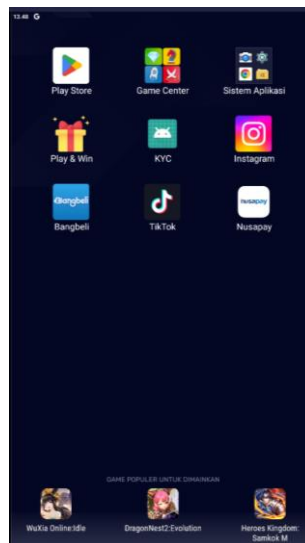 13.40 G
Play Store
Game Center
Sistem Aplikasi
Play & Win
KYC
Instagram
Bangbeli
Bangbeli
TikTok
nusapay
Nusapay
GAME POPULER UNTUK DIMAINKAN
WuXia Online:Idle
DragonNest2:Evolution
Heroes Kingdom:
Samkok M